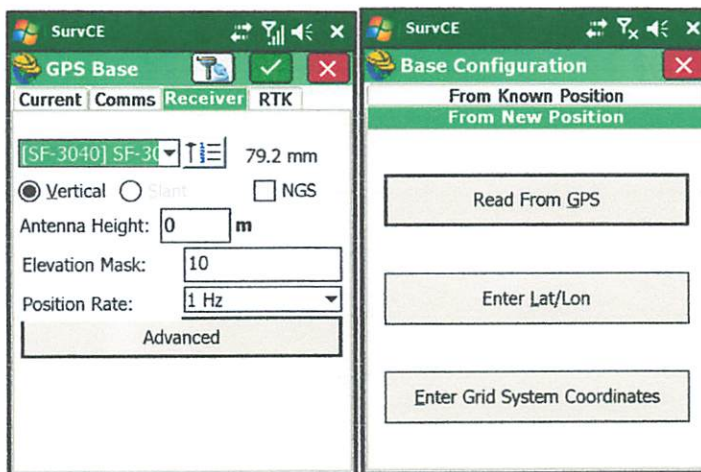 SurvCE
GPS Base
Current Comms Receiver RTK
[SF-3040] SF-30 79.2 mm
Vertical Slant NGS
Antenna Height: 0 m
Elevation Mask: 10
Position Rate: 1 Hz
Advanced
SurvCE
Base Configuration
From Known Position
From New Position
Read From GPS
Enter Lat/Lon
Enter Grid System Coordinates